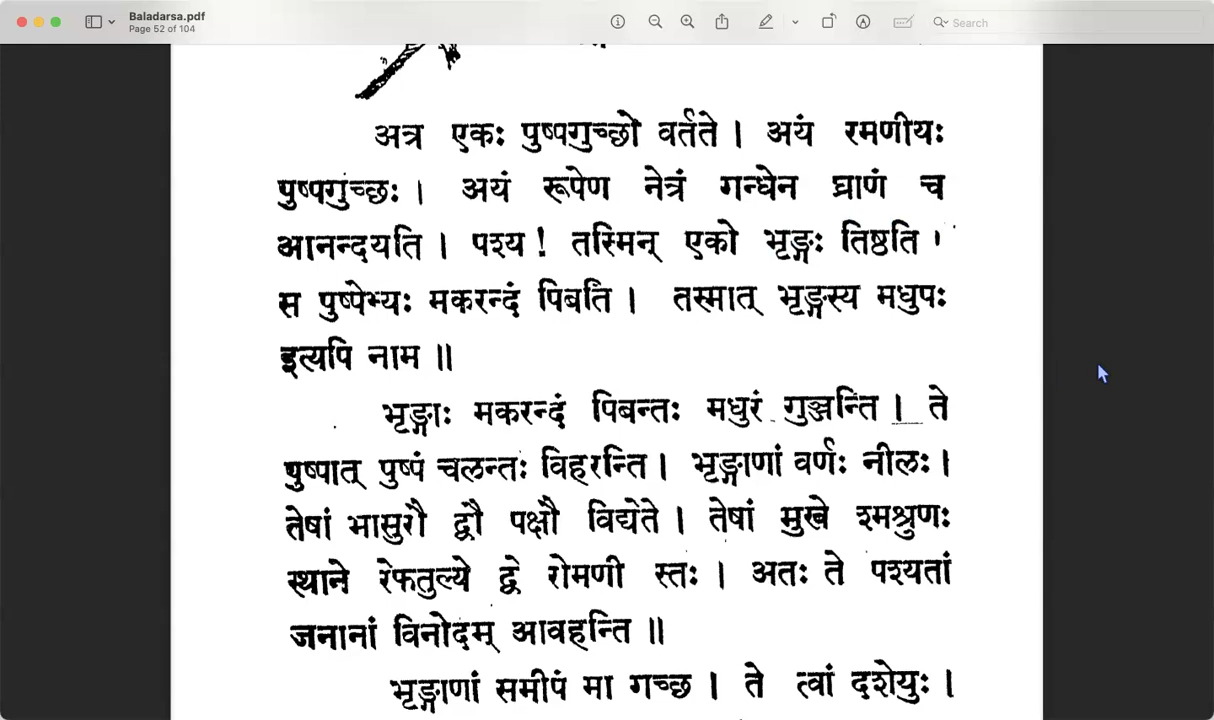 Baladarsa.pdf
Page 52 of 104
Search
अत्र एकः पुष्पगुच्छो वर्तते । अयं रमणीयः
पुष्पगुच्छः । अयं रूपेण नेत्रं गन्धेन घ्राणं च
आनन्दयति । पश्य ! तस्मिन् एको भृङ्गः तिष्ठति ।
स पुष्पेभ्यः मकरन्दं पिबति । तस्मात् भृङ्गस्य मधुपः
इत्यपि नाम ॥
भृङ्गाः मकरन्दं पिबन्तः मधुरं गुञ्जन्ति । ते
पुष्पात् पुष्पं चलन्तः विहरन्ति । भृङ्गाणां वर्णः नीलः ।
तेषां भासुरौ द्वौ पक्षौ विद्येते । तेषां मुखे श्मश्रुणः
स्थाने रेफतुल्ये द्वे रोमणी स्तः । अतः ते पश्यतां
जनानां विनोदम् आवहन्ति ॥
भृङ्गाणां समीपं मा गच्छ । ते त्वां दशेयुः ।